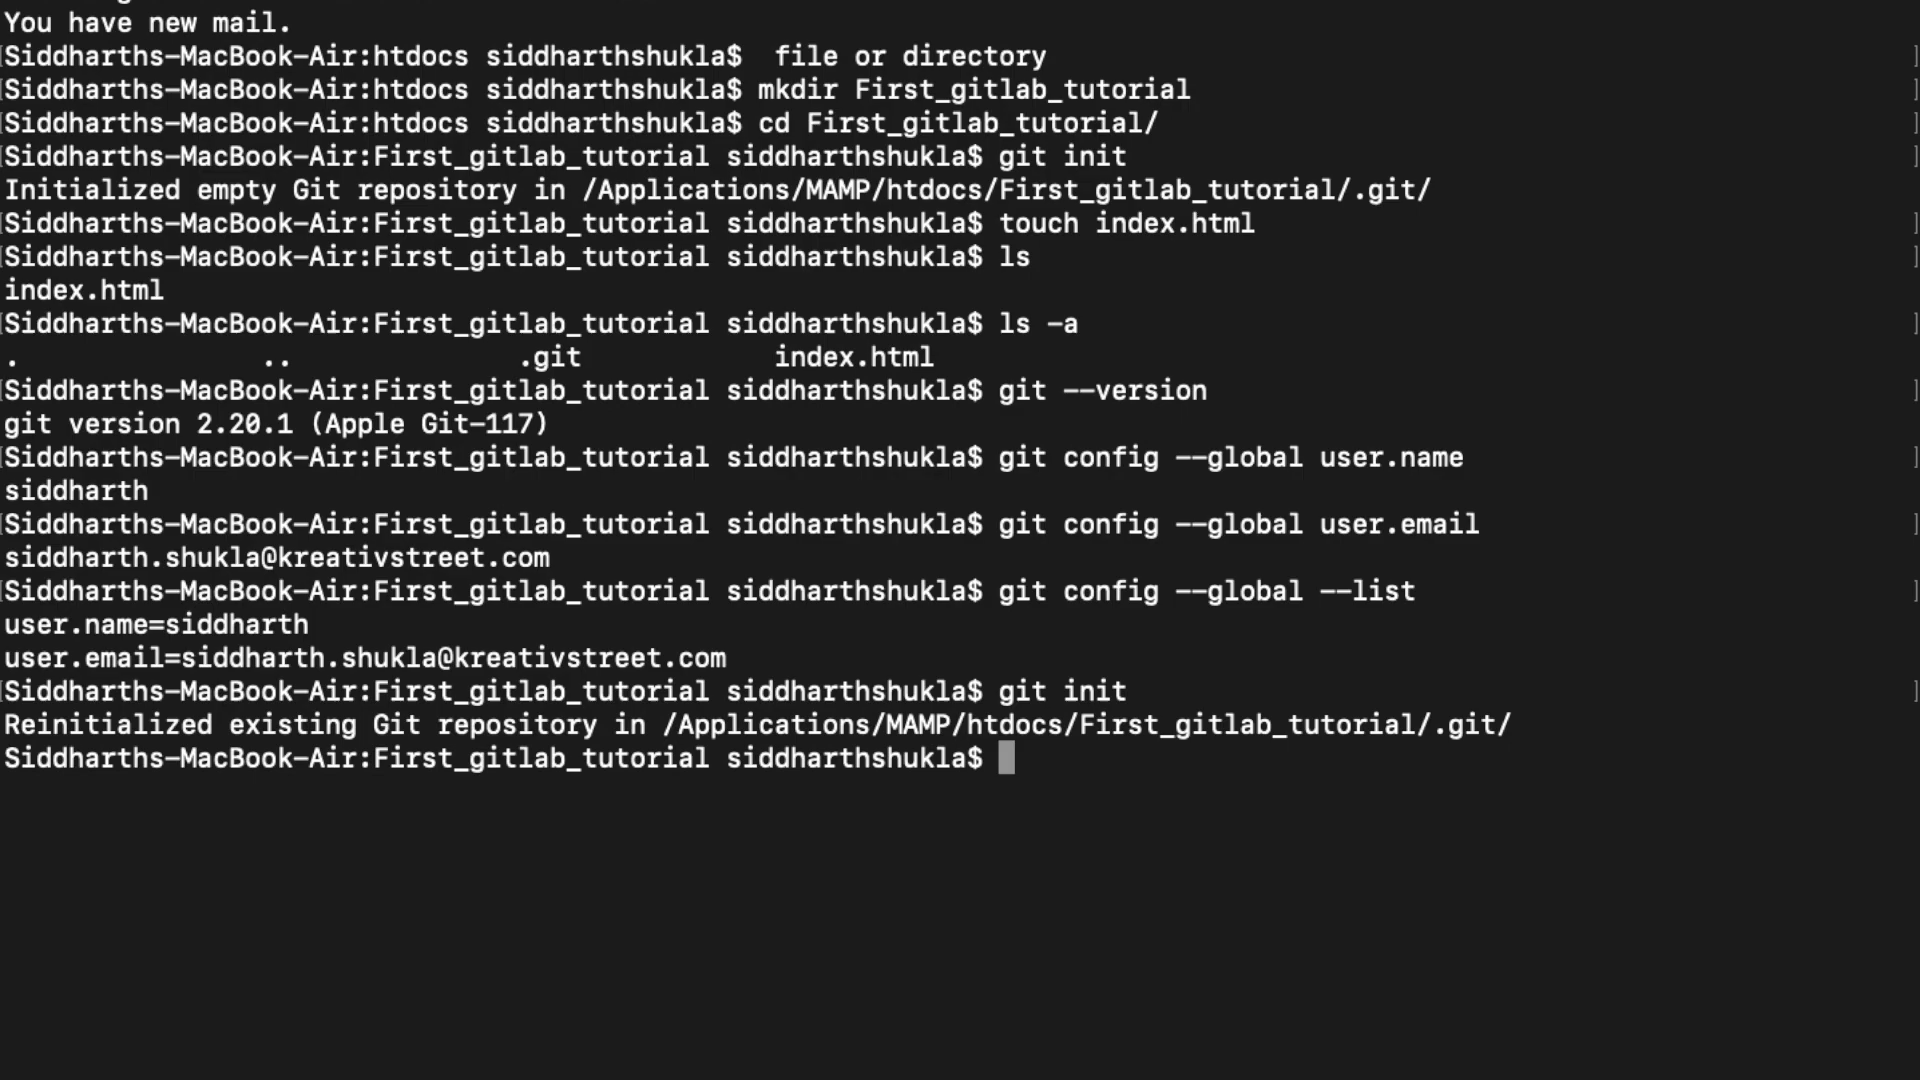 You have new mail.
[Siddharths-MacBook-Air:htdocs siddharthshukla$  file or directory ]
[Siddharths-MacBook-Air:htdocs siddharthshukla$ mkdir First_gitlab_tutorial ]
[Siddharths-MacBook-Air:htdocs siddharthshukla$ cd First_gitlab_tutorial/ ]
[Siddharths-MacBook-Air:First_gitlab_tutorial siddharthshukla$ git init ]
Initialized empty Git repository in /Applications/MAMP/htdocs/First_gitlab_tutorial/.git/
[Siddharths-MacBook-Air:First_gitlab_tutorial siddharthshukla$ touch index.html ]
[Siddharths-MacBook-Air:First_gitlab_tutorial siddharthshukla$ ls ]
index.html
[Siddharths-MacBook-Air:First_gitlab_tutorial siddharthshukla$ ls -a ]
. .. .git index.html
[Siddharths-MacBook-Air:First_gitlab_tutorial siddharthshukla$ git --version ]
git version 2.20.1 (Apple Git-117)
[Siddharths-MacBook-Air:First_gitlab_tutorial siddharthshukla$ git config --global user.name ]
siddharth
[Siddharths-MacBook-Air:First_gitlab_tutorial siddharthshukla$ git config --global user.email ]
siddharth.shukla@kreativstreet.com
[Siddharths-MacBook-Air:First_gitlab_tutorial siddharthshukla$ git config --global --list ]
user.name=siddharth
user.email=siddharth.shukla@kreativstreet.com
[Siddharths-MacBook-Air:First_gitlab_tutorial siddharthshukla$ git init ]
Reinitialized existing Git repository in /Applications/MAMP/htdocs/First_gitlab_tutorial/.git/
Siddharths-MacBook-Air:First_gitlab_tutorial siddharthshukla$